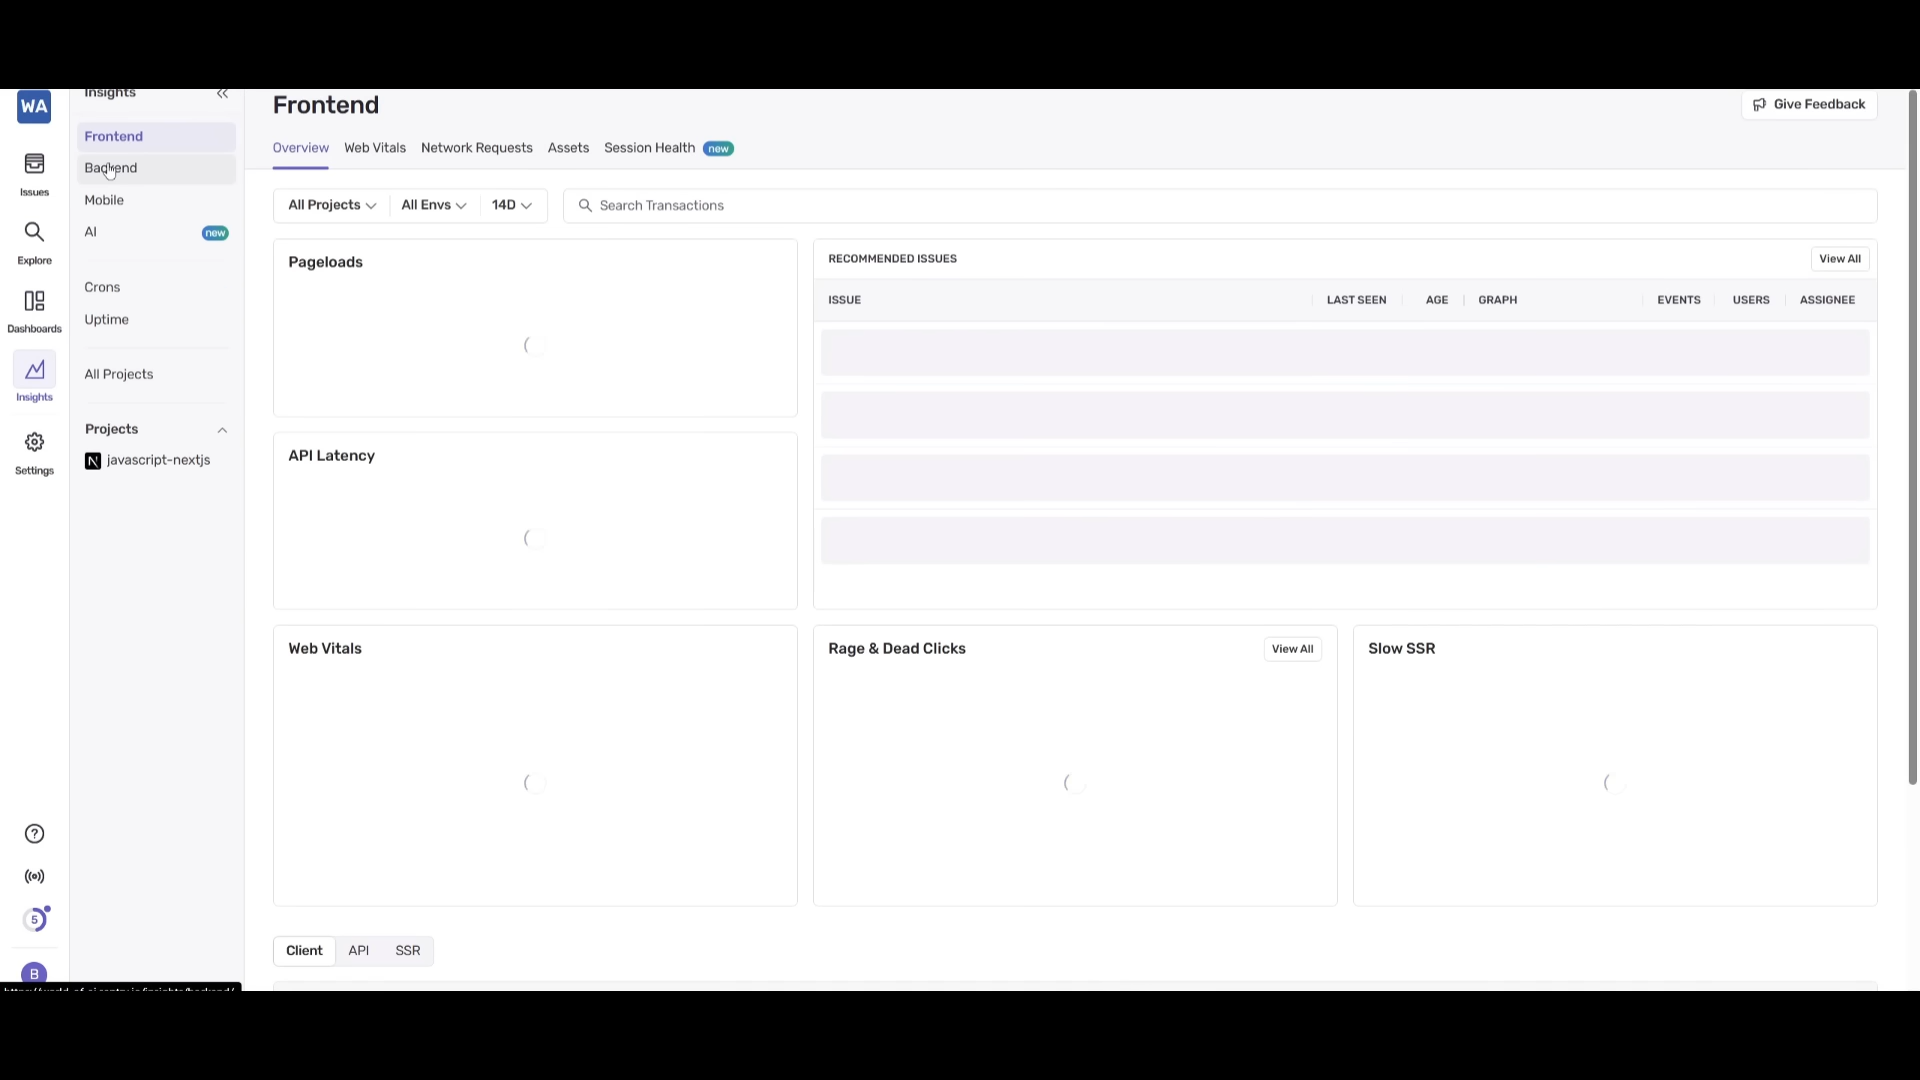 WA
Issues
Explore
Dashboards
Insights
Settings
5
B
Insights
Frontend
Backend
Mobile
AI new
Crons
Uptime
All Projects
Projects
N javascript-nextjs
Frontend
Give Feedback
Overview Web Vitals Network Requests Assets Session Health new
All Projects All Envs 14D Search Transactions
Pageloads
RECOMMENDED ISSUES View All
ISSUE LAST SEEN AGE GRAPH EVENTS USERS ASSIGNEE
API Latency
Web Vitals
Rage & Dead Clicks View All
Slow SSR
Client API SSR